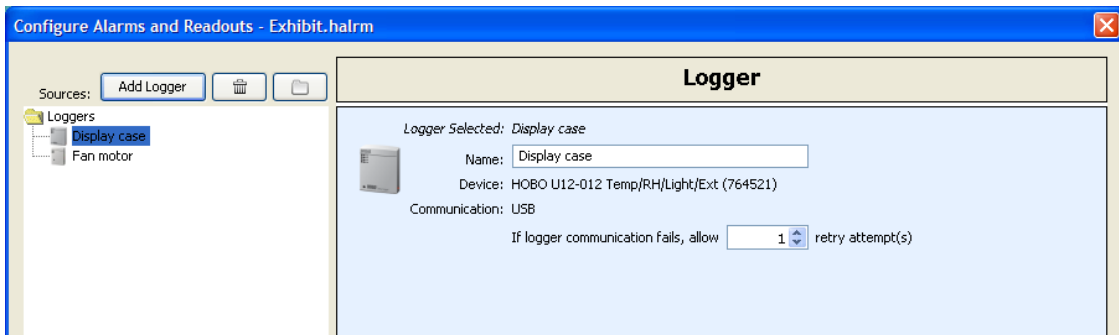 Configure Alarms and Readouts - Exhibit.halrm
Sources: Add Logger
Loggers
Display case
Fan motor
Logger
Logger Selected: Display case
Name: Display case
Device: HOBO U12-012 Temp/RH/Light/Ext (764521)
Communication: USB
If logger communication fails, allow 1 retry attempt(s)